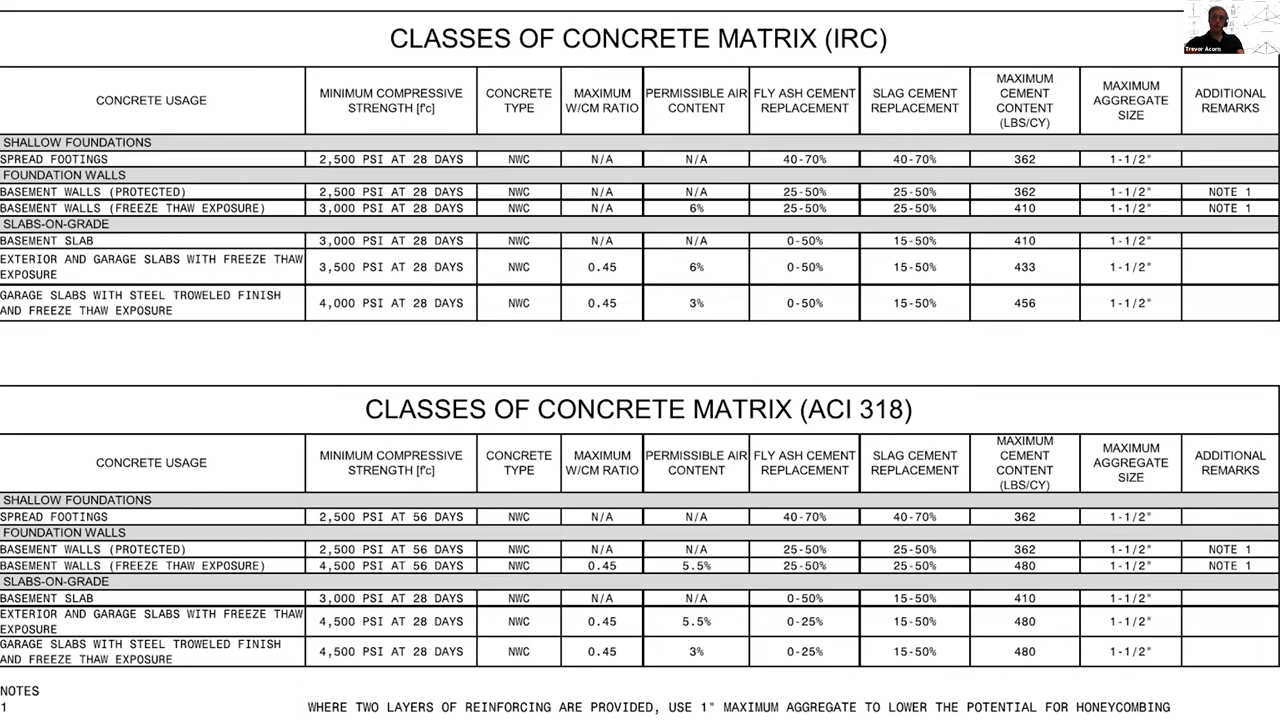 CLASSES OF CONCRETE MATRIX (IRC)
Trevor Acorn
CONCRETE USAGE MINIMUM COMPRESSIVE STRENGTH [f'c] CONCRETE TYPE MAXIMUM W/CM RATIO PERMISSIBLE AIR CONTENT FLY ASH CEMENT REPLACEMENT SLAG CEMENT REPLACEMENT MAXIMUM CEMENT CONTENT (LBS/CY) MAXIMUM AGGREGATE SIZE ADDITIONAL REMARKS
SHALLOW FOUNDATIONS
SPREAD FOOTINGS 2,500 PSI AT 28 DAYS NWC N/A N/A 40-70% 40-70% 362 1-1/2"
FOUNDATION WALLS
BASEMENT WALLS (PROTECTED) 2,500 PSI AT 28 DAYS NWC N/A N/A 25-50% 25-50% 362 1-1/2" NOTE 1
BASEMENT WALLS (FREEZE THAW EXPOSURE) 3,000 PSI AT 28 DAYS NWC N/A 6% 25-50% 25-50% 410 1-1/2" NOTE 1
SLABS-ON-GRADE
BASEMENT SLAB 3,000 PSI AT 28 DAYS NWC N/A N/A 0-50% 15-50% 410 1-1/2"
EXTERIOR AND GARAGE SLABS WITH FREEZE THAW EXPOSURE 3,500 PSI AT 28 DAYS NWC 0.45 6% 0-50% 15-50% 433 1-1/2"
GARAGE SLABS WITH STEEL TROWELED FINISH AND FREEZE THAW EXPOSURE 4,000 PSI AT 28 DAYS NWC 0.45 3% 0-50% 15-50% 456 1-1/2"
CLASSES OF CONCRETE MATRIX (ACI 318)
CONCRETE USAGE MINIMUM COMPRESSIVE STRENGTH [f'c] CONCRETE TYPE MAXIMUM W/CM RATIO PERMISSIBLE AIR CONTENT FLY ASH CEMENT REPLACEMENT SLAG CEMENT REPLACEMENT MAXIMUM CEMENT CONTENT (LBS/CY) MAXIMUM AGGREGATE SIZE ADDITIONAL REMARKS
SHALLOW FOUNDATIONS
SPREAD FOOTINGS 2,500 PSI AT 56 DAYS NWC N/A N/A 40-70% 40-70% 362 1-1/2"
FOUNDATION WALLS
BASEMENT WALLS (PROTECTED) 2,500 PSI AT 56 DAYS NWC N/A N/A 25-50% 25-50% 362 1-1/2" NOTE 1
BASEMENT WALLS (FREEZE THAW EXPOSURE) 4,500 PSI AT 56 DAYS NWC 0.45 5.5% 25-50% 25-50% 480 1-1/2" NOTE 1
SLABS-ON-GRADE
BASEMENT SLAB 3,000 PSI AT 28 DAYS NWC N/A N/A 0-50% 15-50% 410 1-1/2"
EXTERIOR AND GARAGE SLABS WITH FREEZE THAW EXPOSURE 4,500 PSI AT 28 DAYS NWC 0.45 5.5% 0-25% 15-50% 480 1-1/2"
GARAGE SLABS WITH STEEL TROWELED FINISH AND FREEZE THAW EXPOSURE 4,500 PSI AT 28 DAYS NWC 0.45 3% 0-25% 15-50% 480 1-1/2"
NOTES
1 WHERE TWO LAYERS OF REINFORCING ARE PROVIDED, USE 1" MAXIMUM AGGREGATE TO LOWER THE POTENTIAL FOR HONEYCOMBING